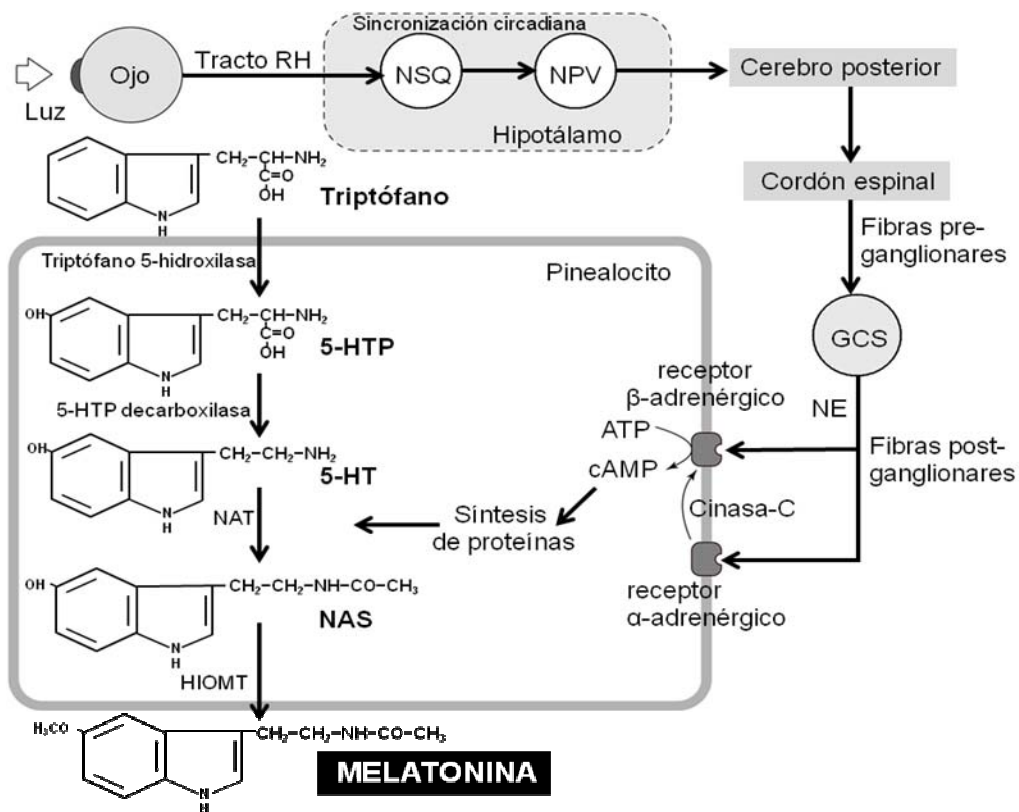 Sincronización circadiana
Luz
Ojo
Tracto RH
NSQ
NPV
Hipotálamo
Cerebro posterior
Cordón espinal
Fibras pre-
ganglionares
GCS
NE
Fibras post-
ganglionares
CH₂-CH-NH₂
C=O
OH
N
H
Triptófano
Triptófano 5-hidroxilasa
Pinealocito
OH
CH₂-CH-NH₂
C=O
OH
N
H
5-HTP
5-HTP decarboxilasa
OH
CH₂-CH₂-NH₂
N
H
5-HT
NAT
receptor
β-adrenérgico
ATP
cAMP
Cinasa-C
Síntesis
de proteínas
receptor
α-adrenérgico
OH
CH₂-CH₂-NH-CO-CH₃
N
H
NAS
HIOMT
H₃CO
CH₂-CH₂-NH-CO-CH₃
N
H
MELATONINA